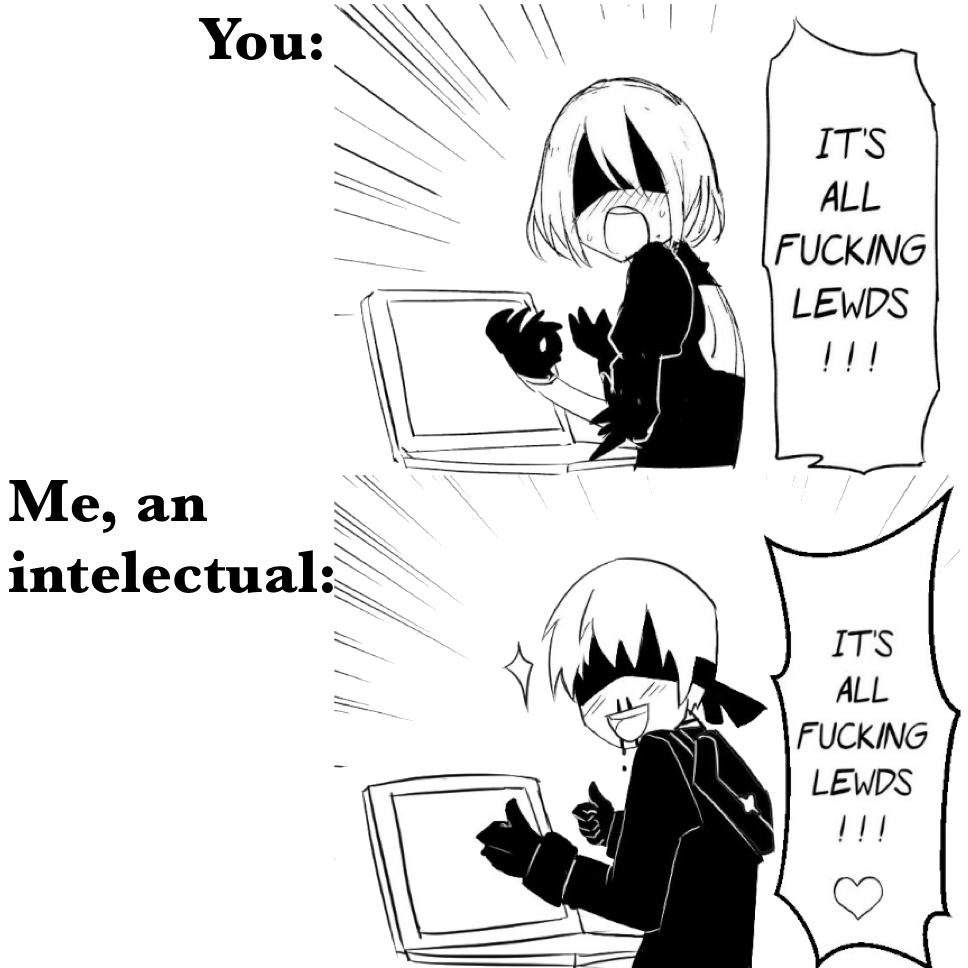 You:
IT'S
ALL
FUCKING
LEWDS
!!!
Me, an
intelectual:
IT'S
ALL
FUCKING
LEWDS
!!!
♡